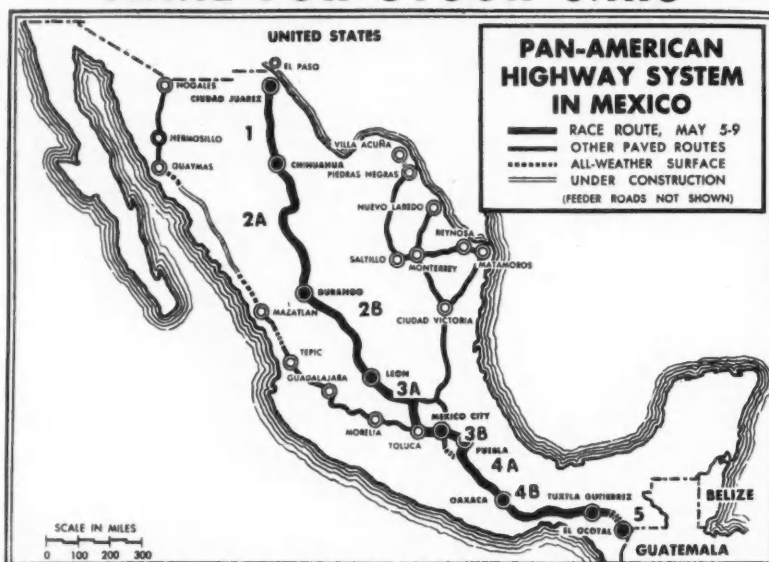 UNITED STATES
PAN-AMERICAN
HIGHWAY SYSTEM
IN MEXICO
RACE ROUTE, MAY 5-9
OTHER PAVED ROUTES
ALL-WEATHER SURFACE
UNDER CONSTRUCTION
(FEEDER ROADS NOT SHOWN)
EL PASO
NOGALES
CIUDAD JUAREZ
HERMOSILLO
1
GUAYMAS
CHIHUAHUA
VILLA ACUÑA
PIEDRAS NEGRAS
NUEVO LAREDO
2A
REYNOSA
SALTILLO
MONTERREY
MATAMOROS
DURANGO
2B
MAZATLAN
CIUDAD VICTORIA
TEPIC
LEON
GUADALAJARA
3A
MEXICO CITY
MORELIA
TOLUCA
3B
PUEBLA
4A
4B
OAXACA
TUXTLA GUTIERREZ
BELIZE
5
EL OCOTAL
GUATEMALA
SCALE IN MILES
0 100 200 300